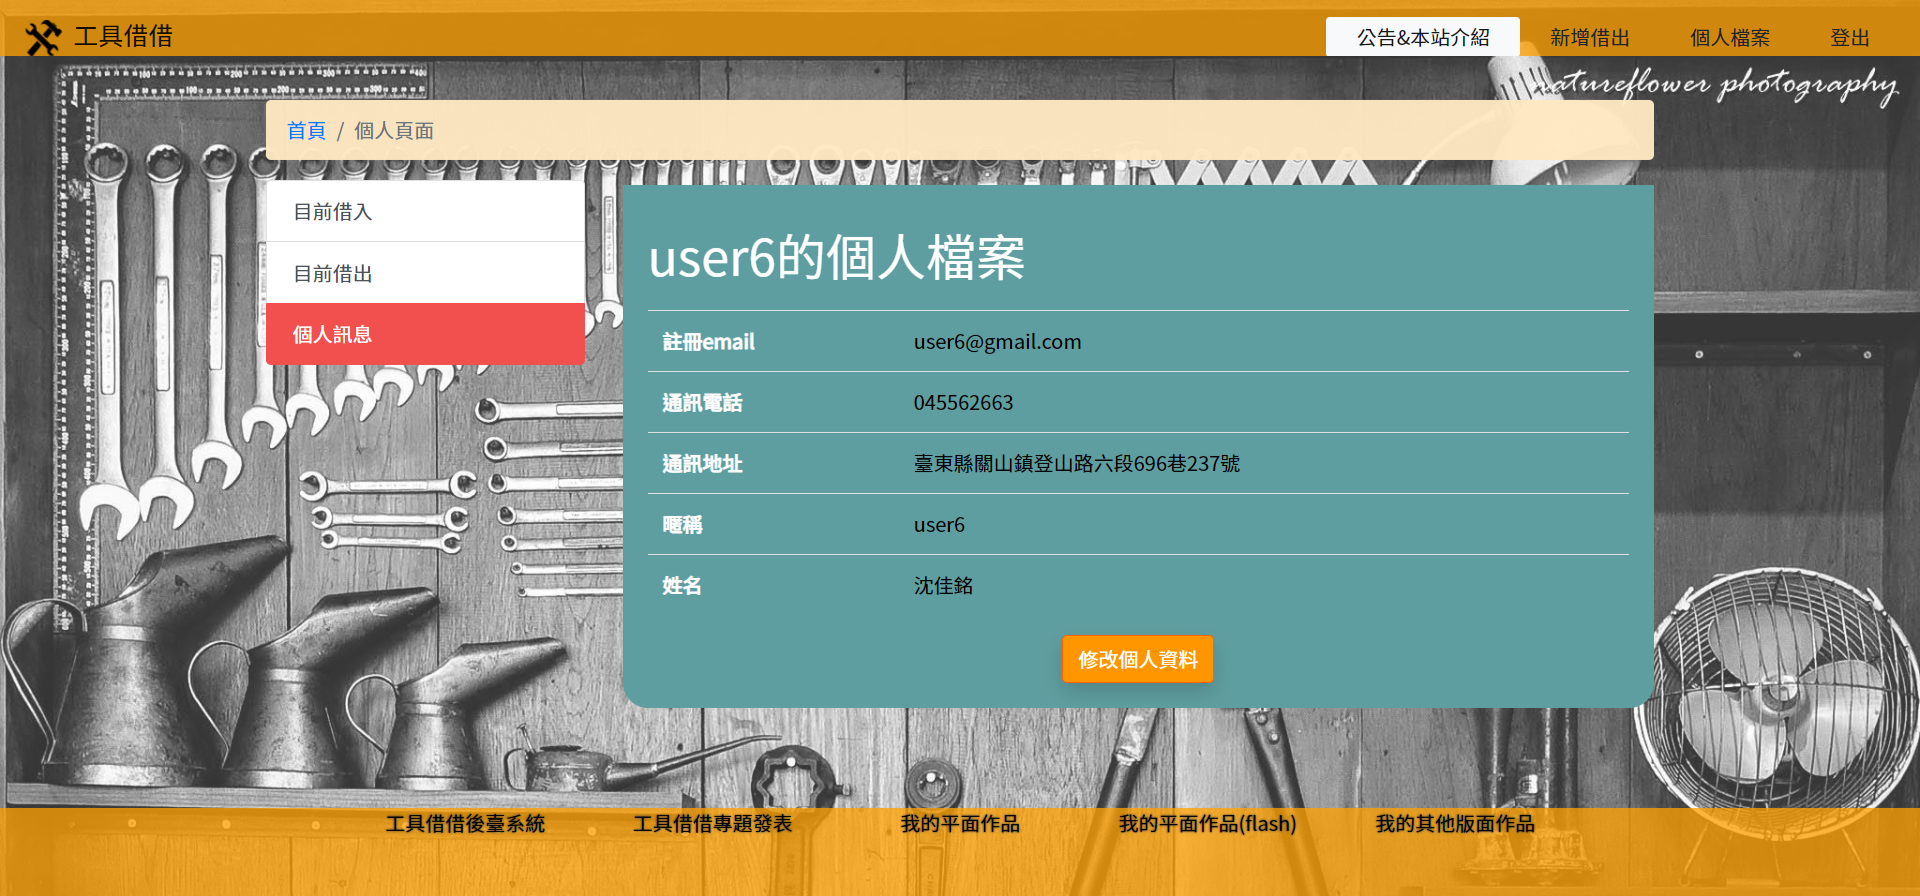 工具借借
公告&本站介紹 新增借出 個人檔案 登出
natureflower photography
首頁 / 個人頁面
目前借入
目前借出
個人訊息
user6的個人檔案
註冊email user6@gmail.com
通訊電話 045562663
通訊地址 臺東縣關山鎮登山路六段696巷237號
暱稱 user6
姓名 沈佳銘
修改個人資料
工具借借後臺系統 工具借借專題發表 我的平面作品 我的平面作品(flash) 我的其他版面作品